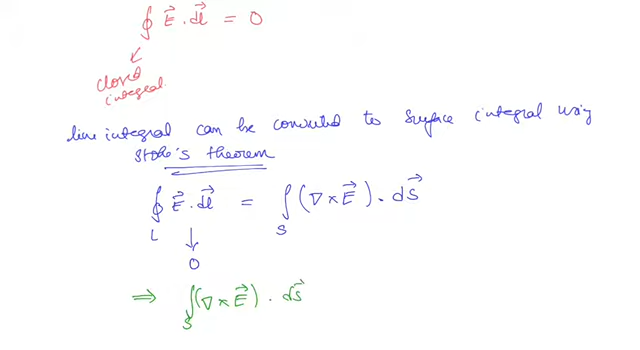 ∮ E⃗ . dl⃗ = 0
closed
integral.
line integral can be converted to surface integral using
Stoke's theorem
∮ E⃗ . dl⃗ = ∫ (∇ × E⃗) . dS⃗
L S
0
⇒ ∫ (∇ × E⃗) . dS⃗
S